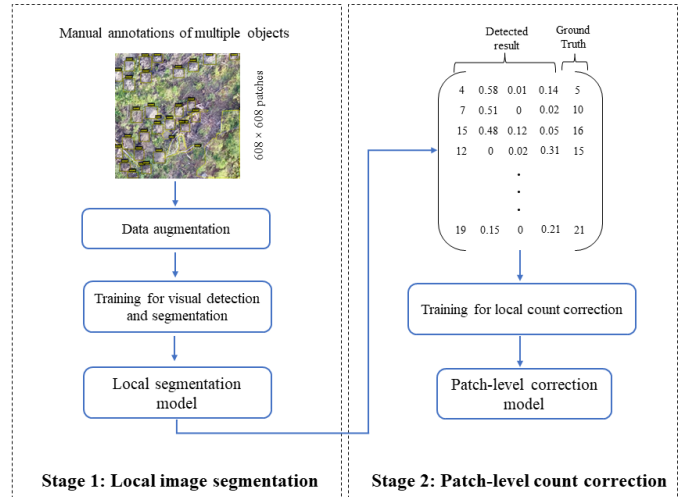 Manual annotations of multiple objects
608 × 608 patches
Data augmentation
Training for visual detection
and segmentation
Local segmentation
model
Stage 1: Local image segmentation
Detected
result
Ground
Truth
4 0.58 0.01 0.14 5
7 0.51 0 0.02 10
15 0.48 0.12 0.05 16
12 0 0.02 0.31 15
.
.
.
.
19 0.15 0 0.21 21
Training for local count correction
Patch-level correction
model
Stage 2: Patch-level count correction